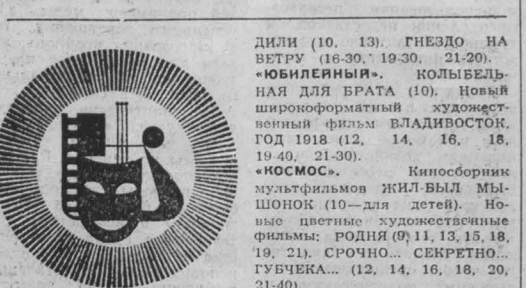 ДИЛИ (10, 13). ГНЕЗДО НА
ВЕТРУ (16-30, 19-30, 21-20).
«ЮБИЛЕЙНЫЙ». КОЛЫБЕЛЬ-
НАЯ ДЛЯ БРАТА (10). Новый
широкоформатный художест-
венный фильм ВЛАДИВОСТОК,
ГОД 1918 (12, 14, 16, 18,
19-40, 21-30).
«КОСМОС». Киносборник
мультфильмов ЖИЛ-БЫЛ МЫ-
ШОНОК (10—для детей). Но-
вые цветные художественные
фильмы: РОДНЯ (9, 11, 13, 15, 18,
19, 21). СРОЧНО... СЕКРЕТНО...
ГУБЧЕКА... (12, 14, 16, 18, 20,
21-40)